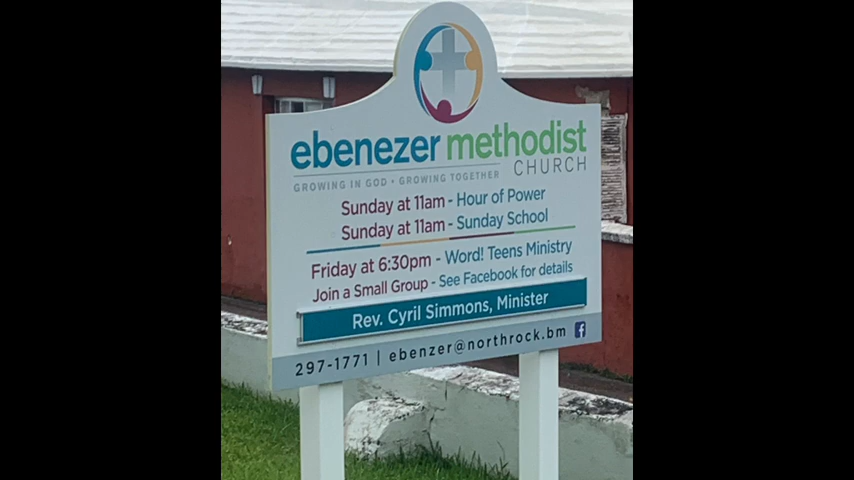 ebenezer methodist
CHURCH
GROWING IN GOD • GROWING TOGETHER
Sunday at 11am - Hour of Power
Sunday at 11am - Sunday School
Friday at 6:30pm - Word! Teens Ministry
Join a Small Group - See Facebook for details
Rev. Cyril Simmons, Minister
297-1771 | ebenzer@northrock.bm f